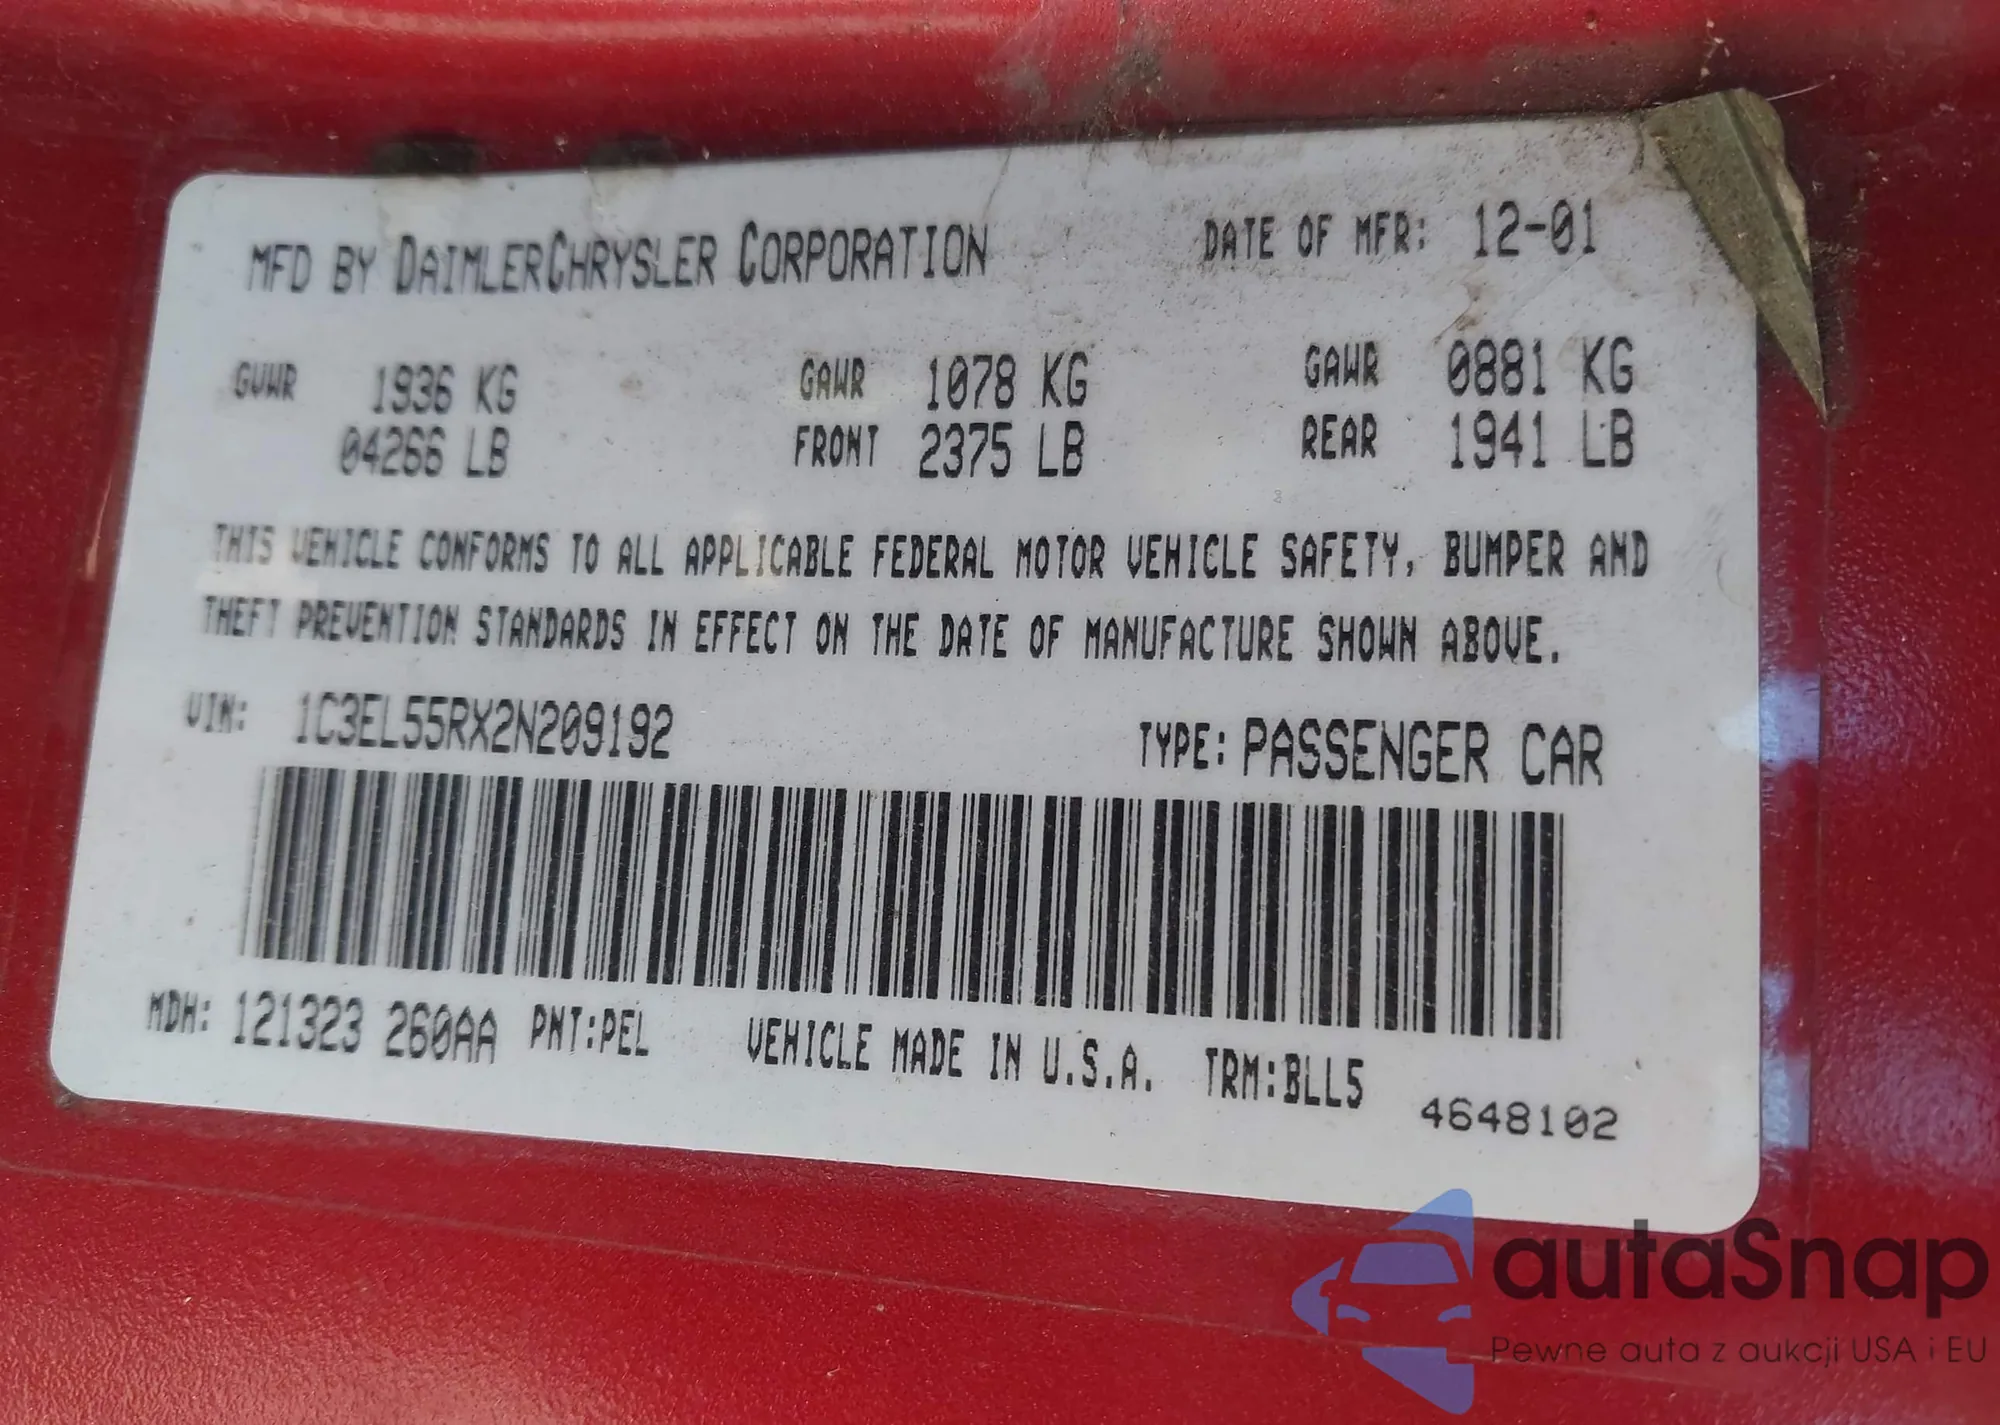 MFD BY DAIMLERCHRYSLER CORPORATION DATE OF MFR: 12-01
GVWR 1936 KG GAWR 1078 KG GAWR 0881 KG
04266 LB FRONT 2375 LB REAR 1941 LB
THIS VEHICLE CONFORMS TO ALL APPLICABLE FEDERAL MOTOR VEHICLE SAFETY, BUMPER AND
THEFT PREVENTION STANDARDS IN EFFECT ON THE DATE OF MANUFACTURE SHOWN ABOVE.
VIN: 1C3EL55RX2N209192 TYPE: PASSENGER CAR
MDH: 121323 260AA PNT:PEL VEHICLE MADE IN U.S.A. TRM:BLL5
4648102
autaSnap
Pewne auta z aukcji USA i EU